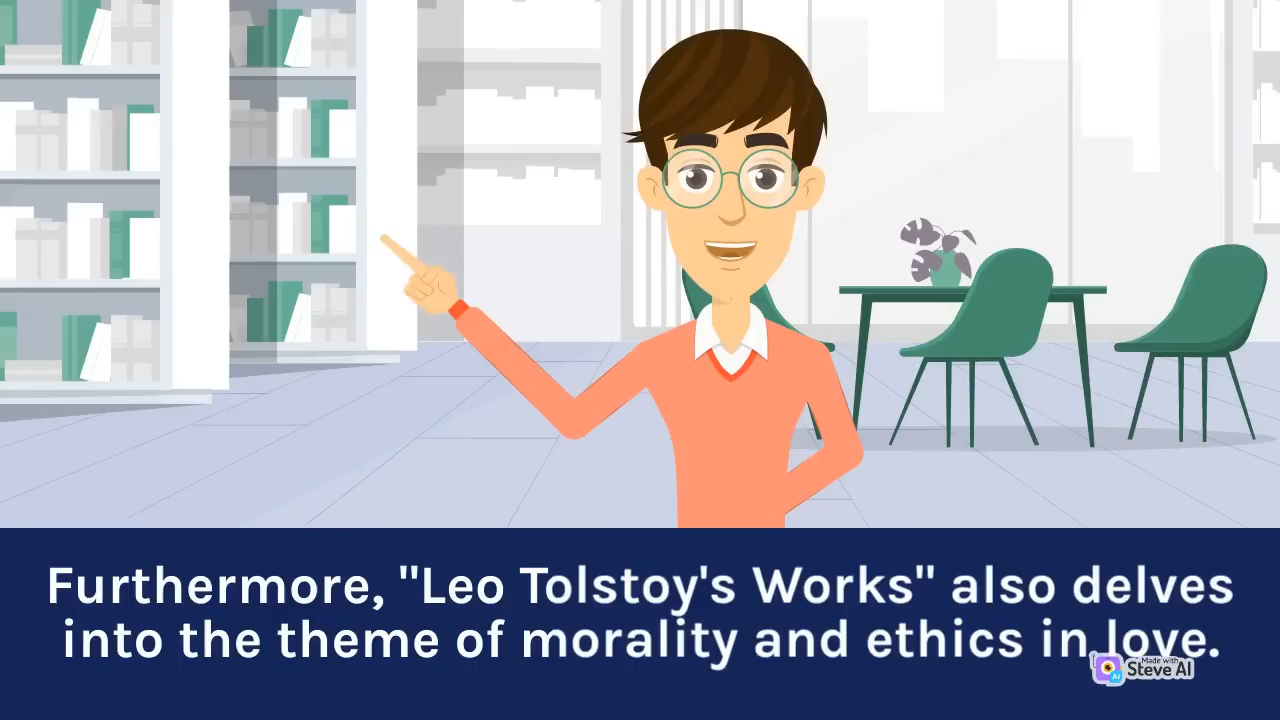 Furthermore, "Leo Tolstoy's Works" also delves
into the theme of morality and ethics in love.
Made with
Steve AI
AI